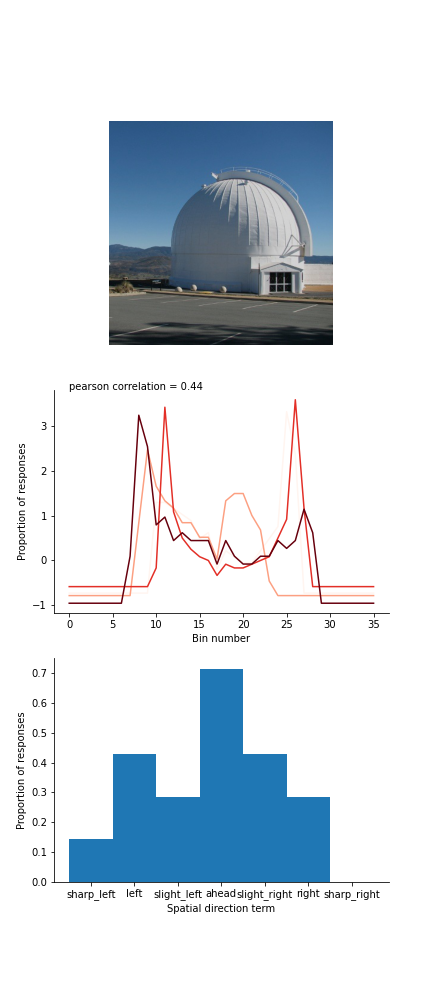 pearson correlation = 0.44
3
2
1
0
−1
Proportion of responses
0 5 10 15 20 25 30 35
Bin number
0.7
0.6
0.5
0.4
0.3
0.2
0.1
0.0
Proportion of responses
sharp_left left slight_left ahead slight_right right sharp_right
Spatial direction term